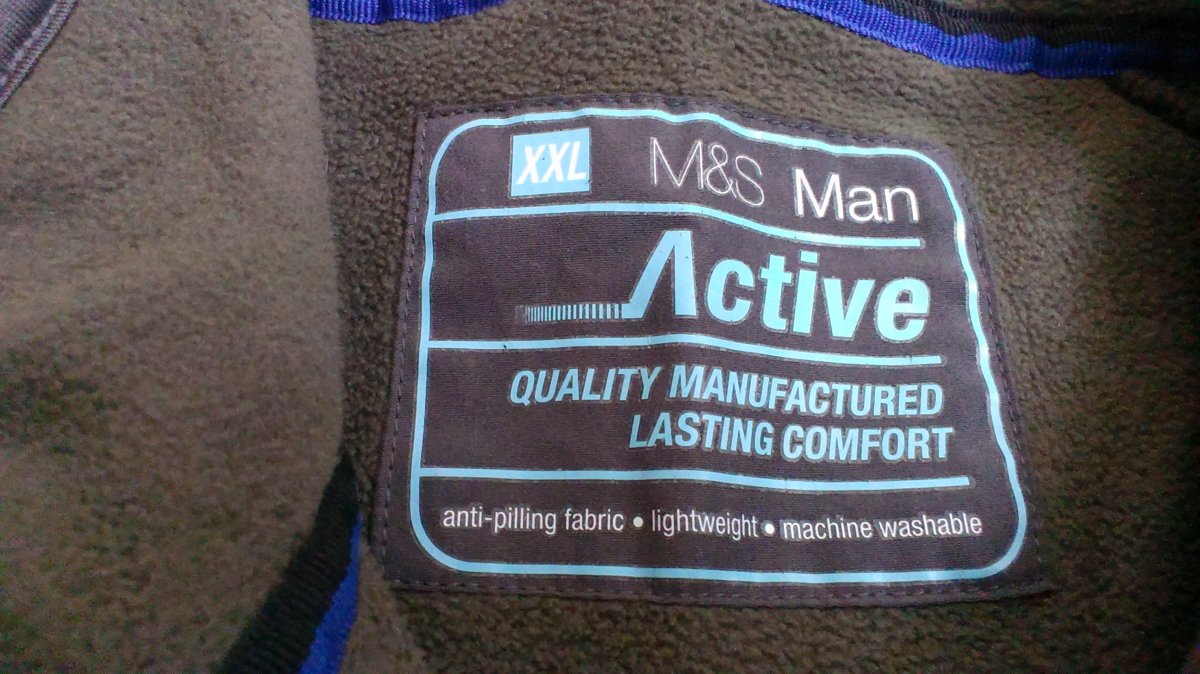 XXL M&S Man
Active
QUALITY MANUFACTURED
LASTING COMFORT
anti-pilling fabric • lightweight • machine washable